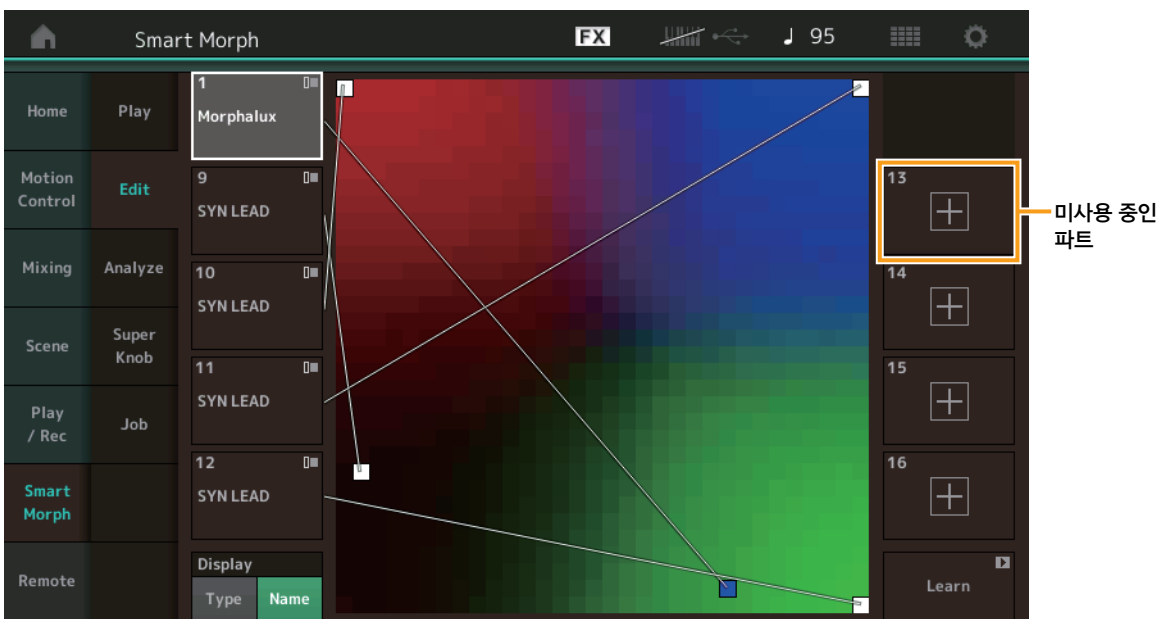 Smart Morph
FX
95
Home
Motion
Control
Mixing
Scene
Play
/ Rec
Smart
Morph
Remote
Play
Edit
Analyze
Super
Knob
Job
1
Morphalux
9
SYN LEAD
10
SYN LEAD
11
SYN LEAD
12
SYN LEAD
Display
Type
Name
13
14
15
16
Learn
미사용 중인
파트